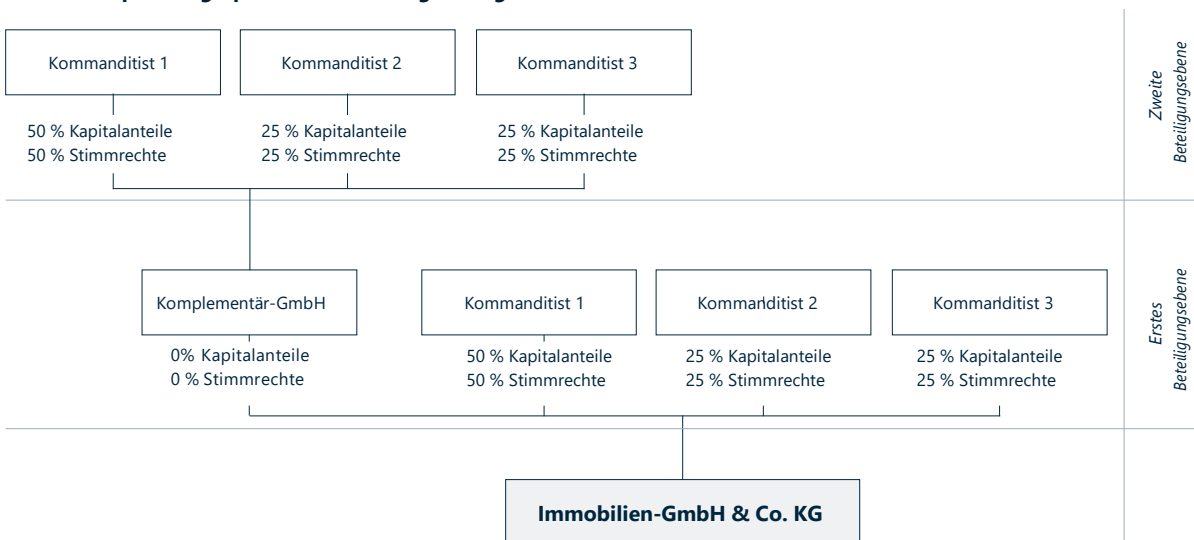 Kommanditist 1
Kommanditist 2
Kommanditist 3
50 % Kapitalanteile
50 % Stimmrechte
25 % Kapitalanteile
25 % Stimmrechte
25 % Kapitalanteile
25 % Stimmrechte
Zweite
Beteiligungsebene
Komplementär-GmbH
Kommanditist 1
Kommanditist 2
Kommanditist 3
0% Kapitalanteile
0 % Stimmrechte
50 % Kapitalanteile
50 % Stimmrechte
25 % Kapitalanteile
25 % Stimmrechte
25 % Kapitalanteile
25 % Stimmrechte
Erstes
Beteiligungsebene
Immobilien-GmbH & Co. KG